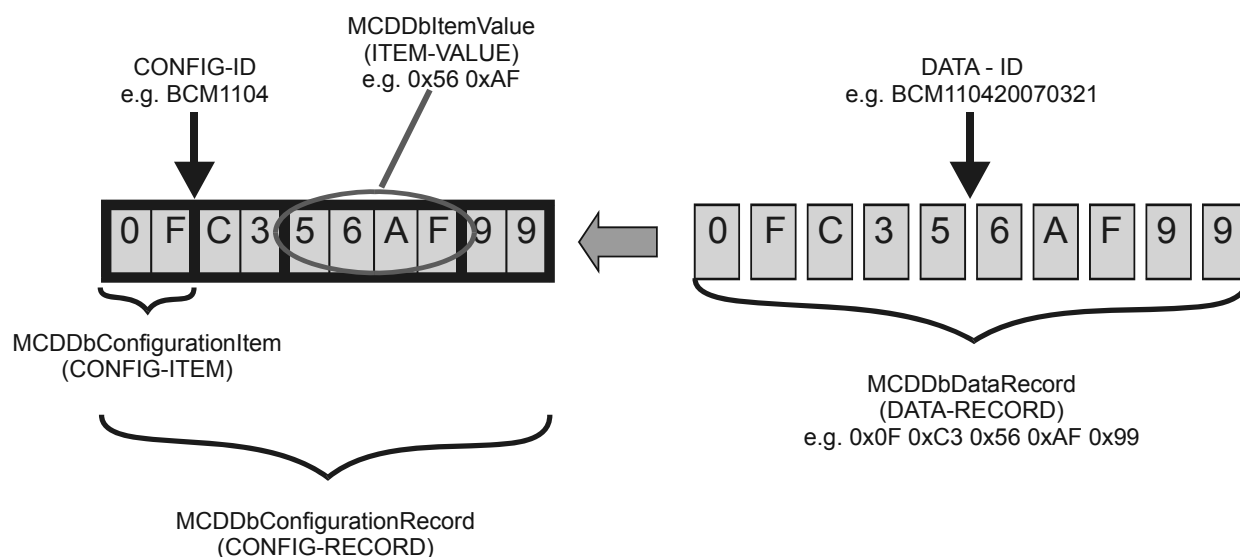 MCDDbItemValue
(ITEM-VALUE)
e.g. 0x56 0xAF
CONFIG-ID
e.g. BCM1104
DATA - ID
e.g. BCM110420070321
0 F C 3 5 6 A F 9 9
0 F C 3 5 6 A F 9 9
MCDDbConfigurationItem
(CONFIG-ITEM)
MCDDbDataRecord
(DATA-RECORD)
e.g. 0x0F 0xC3 0x56 0xAF 0x99
MCDDbConfigurationRecord
(CONFIG-RECORD)